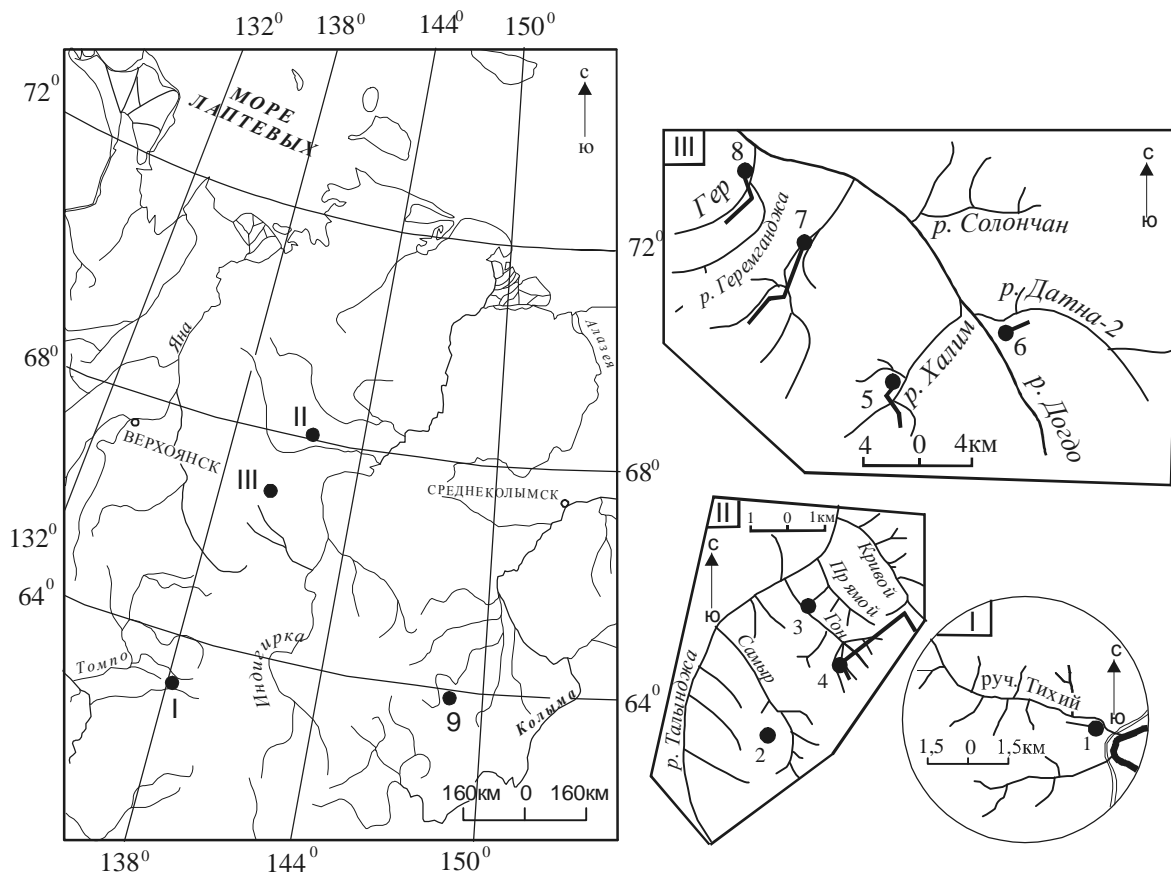 132⁰ 138⁰ 144⁰ 150⁰
72⁰
МОРЕ
ЛАПТЕВЫХ
с
ю
72⁰
Яна
Алазея
68⁰
II
ВЕРХОЯНСК
III
СРЕДНЕКОЛЫМСК
68⁰
132⁰
64⁰
Томпо
I
Индигирка
9
Колыма
64⁰
160км 0 160км
138⁰ 144⁰ 150⁰
III
8
Гер
7
р. Геремганджа
р. Солончан
с
ю
р. Датна-2
6
р. Халим
5
р. Догдо
4 0 4км
II
1 0 1км
с
ю
Кривой
Прямой
3
Гон
4
Самыр
р. Талынджа
2
I
с
ю
руч. Тихий
1
1,5 0 1,5км